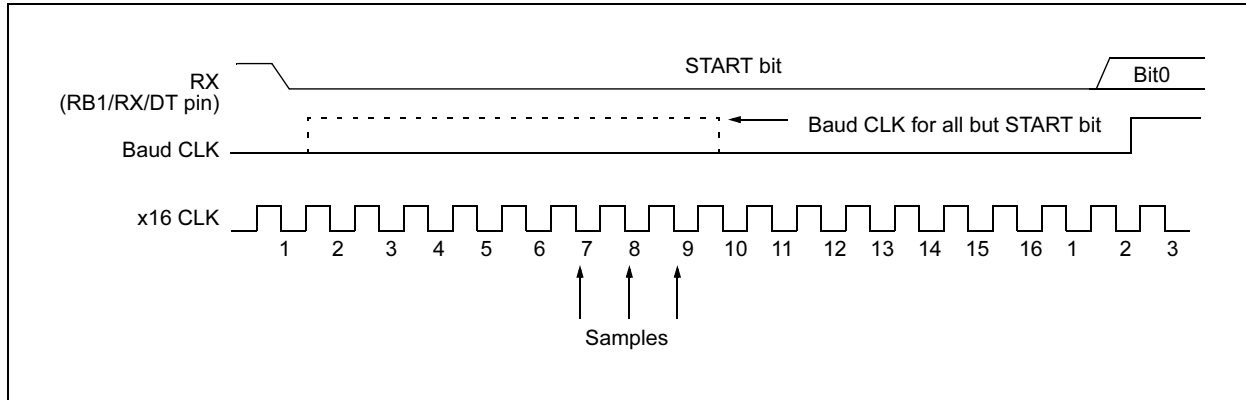 START bit
RX
(RB1/RX/DT pin)
Bit0
Baud CLK for all but START bit
Baud CLK
x16 CLK
1 2 3 4 5 6 7 8 9 10 11 12 13 14 15 16 1 2 3
Samples